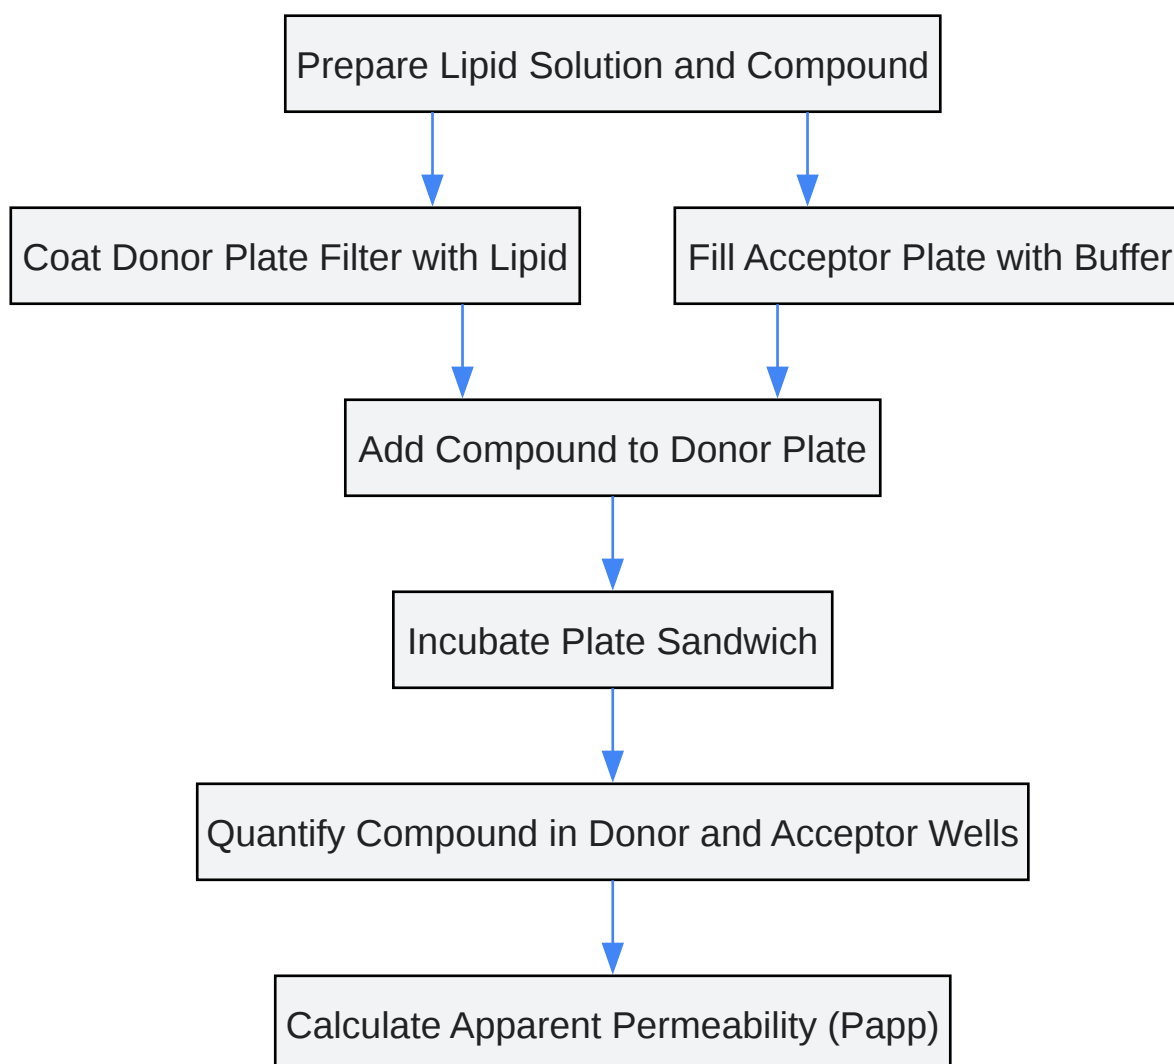 Prepare Lipid Solution and Compound
Coat Donor Plate Filter with Lipid
Fill Acceptor Plate with Buffer
Add Compound to Donor Plate
Incubate Plate Sandwich
Quantify Compound in Donor and Acceptor Wells
Calculate Apparent Permeability (Papp)